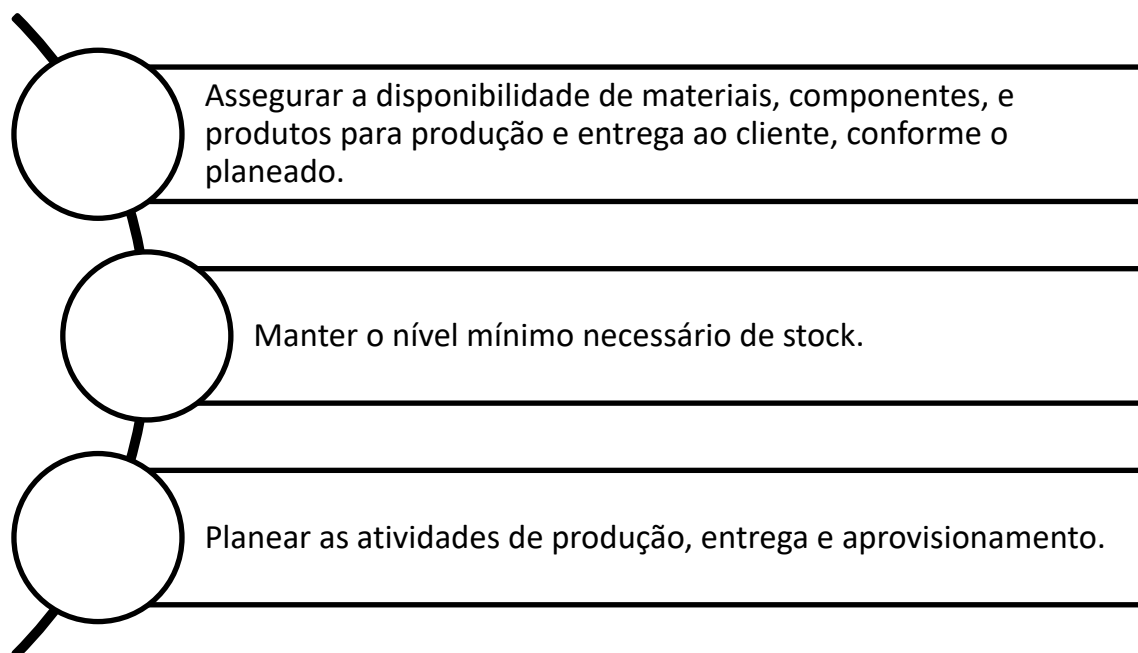 Assegurar a disponibilidade de materiais, componentes, e
produtos para produção e entrega ao cliente, conforme o
planeado.
Manter o nível mínimo necessário de stock.
Planear as atividades de produção, entrega e aprovisionamento.